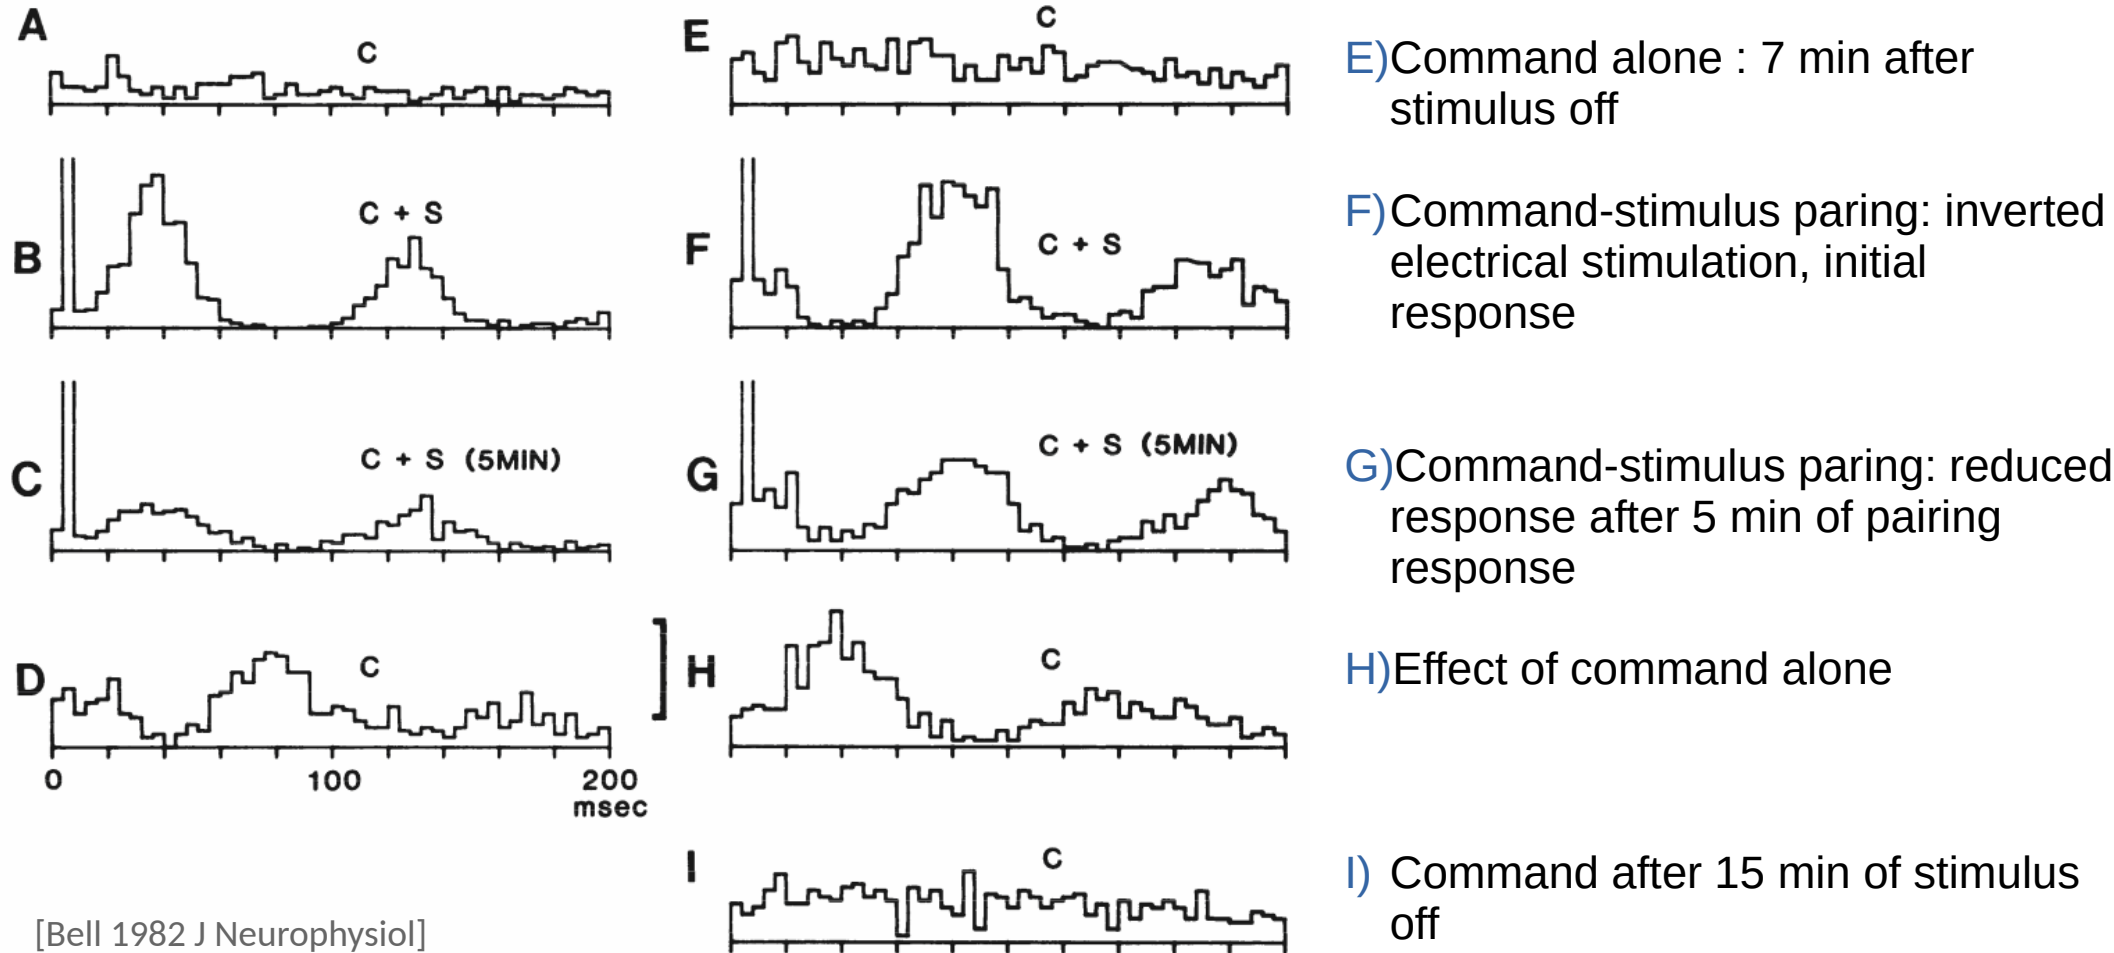 A
C
B
C + S
C
C + S (5MIN)
D
C
0 100 200
msec
[Bell 1982 J Neurophysiol]
E
C
F
C + S
G
C + S (5MIN)
H
C
I
C
E)Command alone : 7 min after
stimulus off
F)Command-stimulus paring: inverted
electrical stimulation, initial
response
G)Command-stimulus paring: reduced
response after 5 min of pairing
response
H)Effect of command alone
I) Command after 15 min of stimulus
off